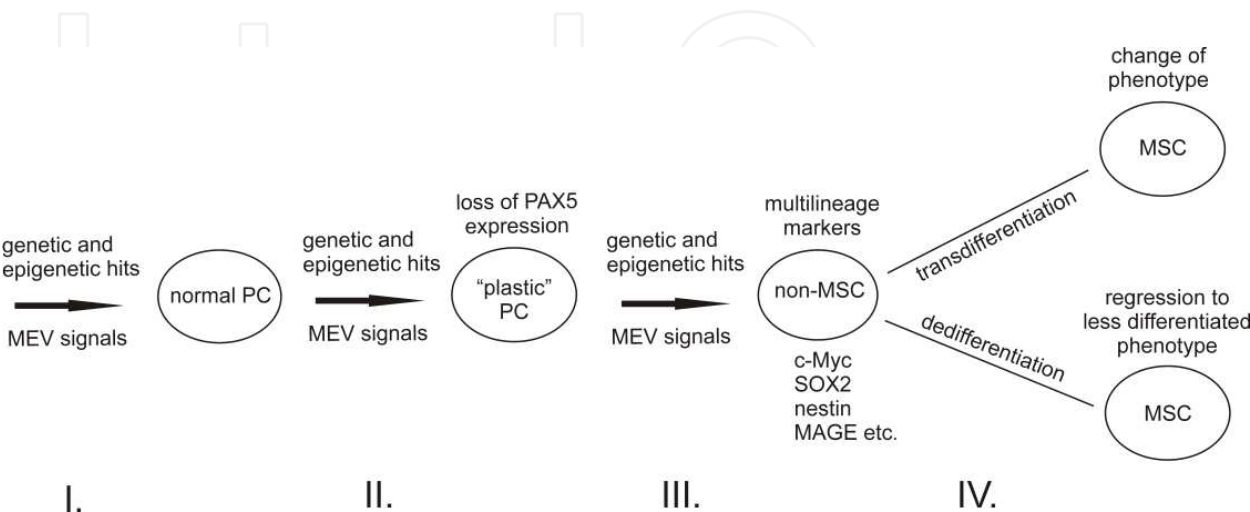 change of
phenotype
MSC
loss of PAX5
expression
multilineage
markers
transdifferentiation
genetic and
epigenetic hits
MEV signals
normal PC
genetic and
epigenetic hits
MEV signals
“plastic”
PC
genetic and
epigenetic hits
MEV signals
non-MSC
c-Myc
SOX2
nestin
MAGE etc.
dedifferentiation
regression to
less differentiated
phenotype
MSC
I.
II.
III.
IV.